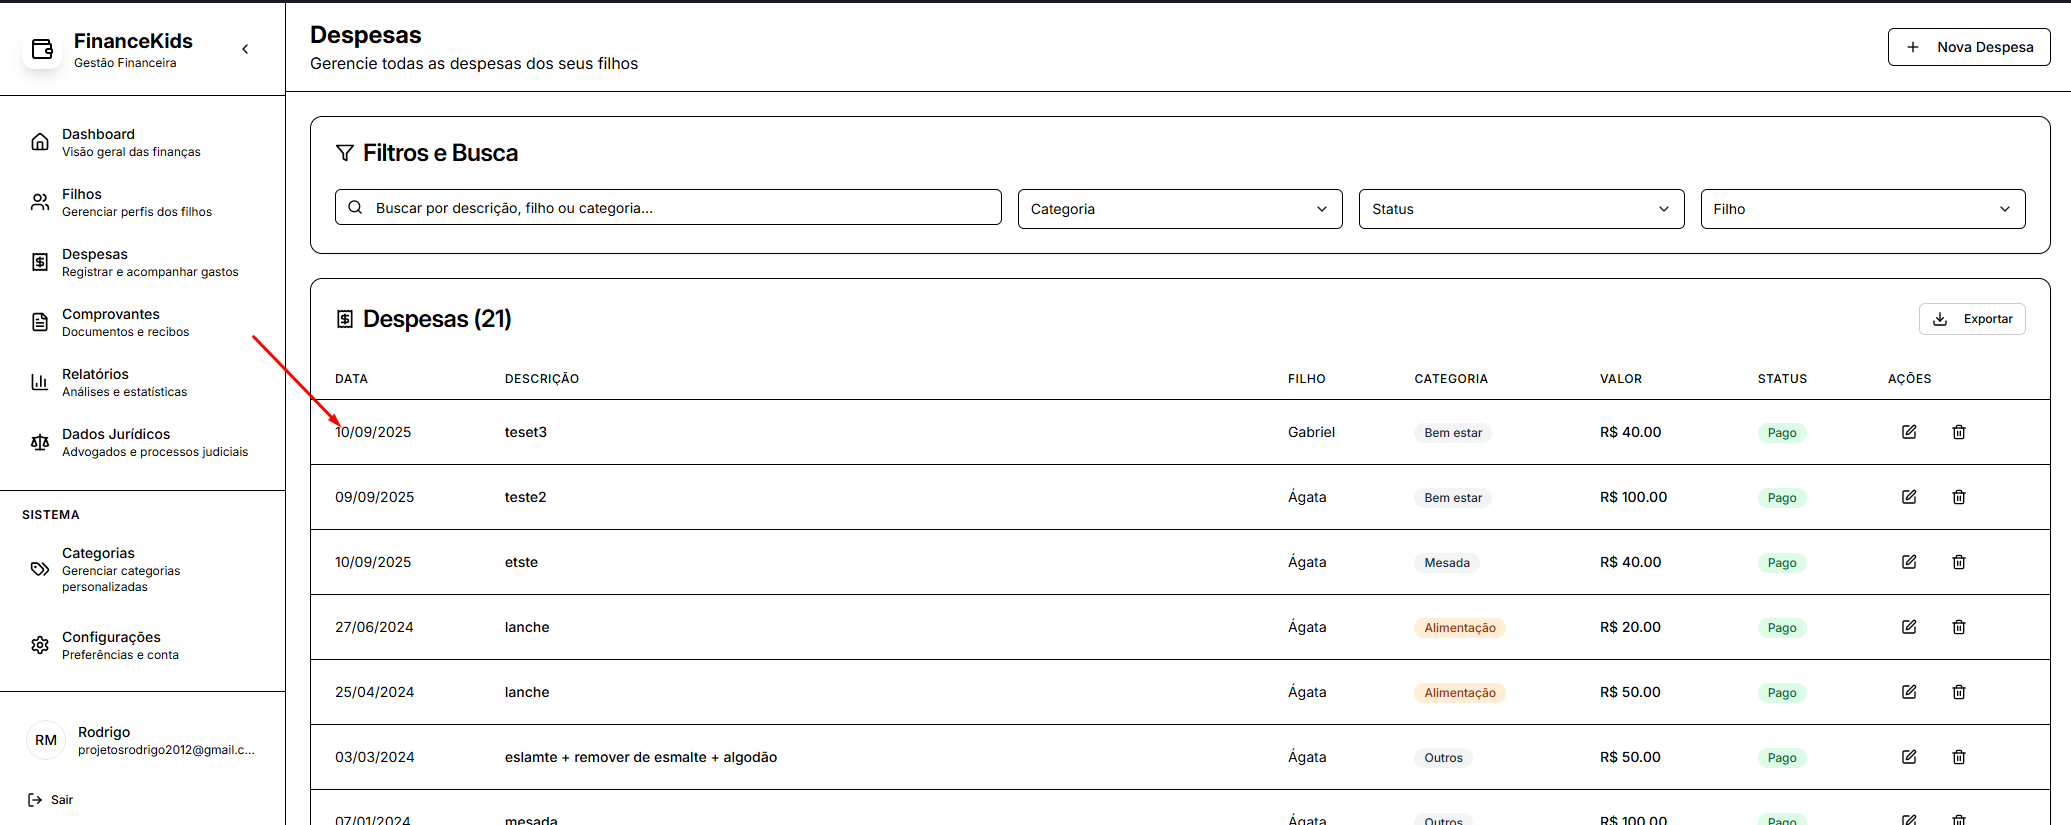 FinanceKids
Gestão Financeira
Dashboard
Visão geral das finanças
Filhos
Gerenciar perfis dos filhos
Despesas
Registrar e acompanhar gastos
Comprovantes
Documentos e recibos
Relatórios
Análises e estatísticas
Dados Jurídicos
Advogados e processos judiciais
SISTEMA
Categorias
Gerenciar categorias
personalizadas
Configurações
Preferências e conta
RM
Rodrigo
projetosrodrigo2012@gmail.c...
Sair
Despesas
Gerencie todas as despesas dos seus filhos
Nova Despesa
Filtros e Busca
Buscar por descrição, filho ou categoria...
Categoria
Status
Filho
Despesas (21)
Exportar
DATA DESCRIÇÃO FILHO CATEGORIA VALOR STATUS AÇÕES
10/09/2025 teset3 Gabriel Bem estar R$ 40.00 Pago
09/09/2025 teste2 Ágata Bem estar R$ 100.00 Pago
10/09/2025 etste Ágata Mesada R$ 40.00 Pago
27/06/2024 lanche Ágata Alimentação R$ 20.00 Pago
25/04/2024 lanche Ágata Alimentação R$ 50.00 Pago
03/03/2024 eslamte + remover de esmalte + algodão Ágata Outros R$ 50.00 Pago
07/01/2024 mesada Ágata Outros R$ 100.00 Pago